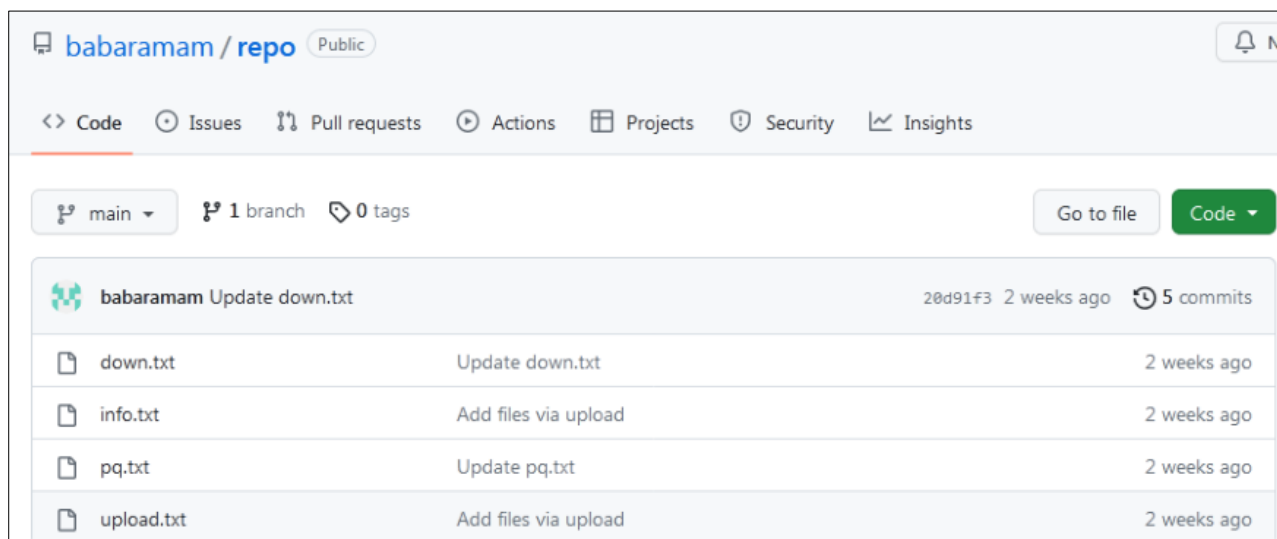 babaramam / repo Public
Code Issues Pull requests Actions Projects Security Insights
main 1 branch 0 tags Go to file Code
babaramam Update down.txt 20d91f3 2 weeks ago 5 commits
down.txt Update down.txt 2 weeks ago
info.txt Add files via upload 2 weeks ago
pq.txt Update pq.txt 2 weeks ago
upload.txt Add files via upload 2 weeks ago